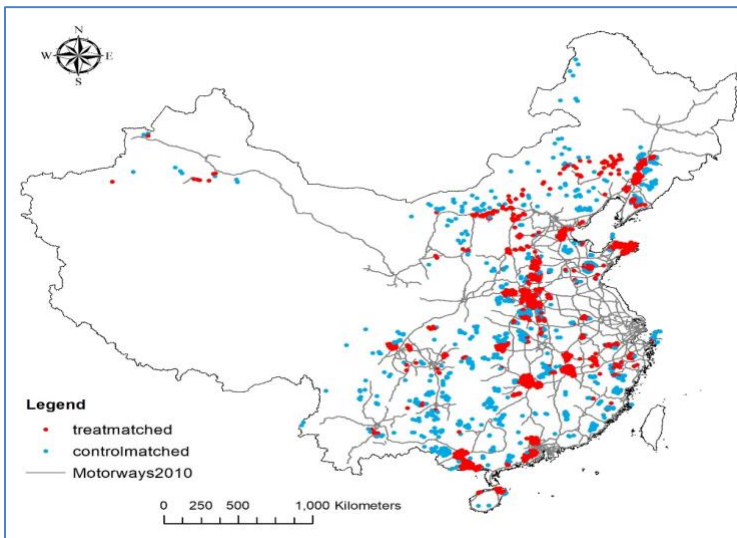 N
W E
S
Legend
treatmatched
controlmatched
Motorways2010
0 250 500 1,000 Kilometers